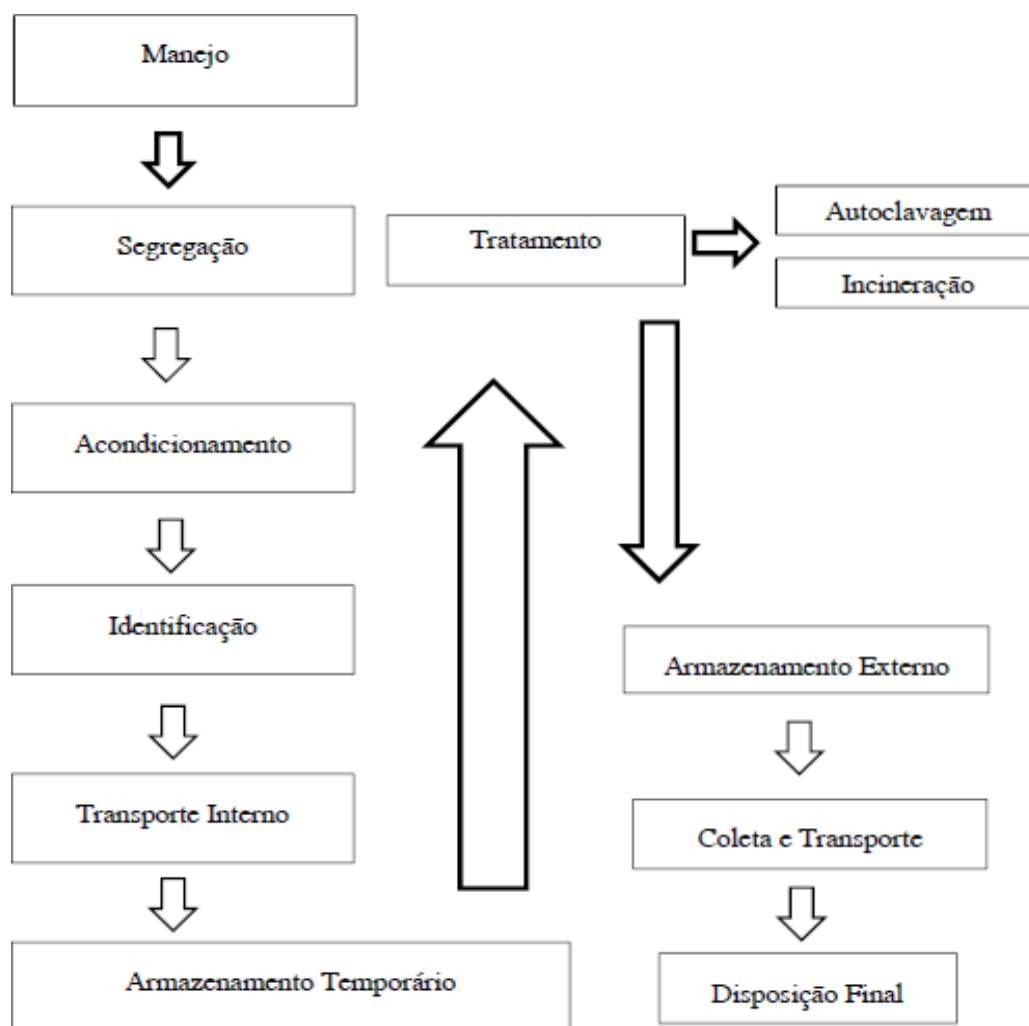 Manejo
Segregação
Acondicionamento
Identificação
Transporte Interno
Armazenamento Temporário
Tratamento
Autoclavagem
Incineração
Armazenamento Externo
Coleta e Transporte
Disposição Final